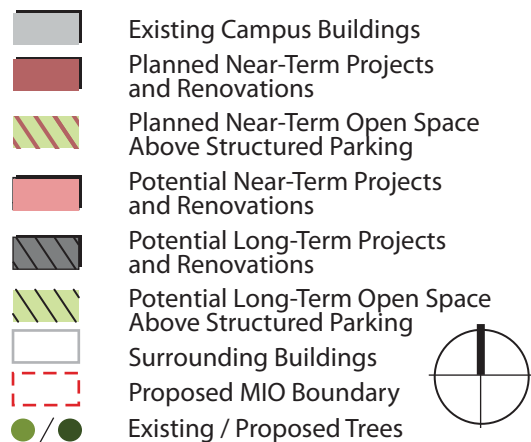 Existing Campus Buildings
Planned Near-Term Projects
and Renovations
Planned Near-Term Open Space
Above Structured Parking
Potential Near-Term Projects
and Renovations
Potential Long-Term Projects
and Renovations
Potential Long-Term Open Space
Above Structured Parking
Surrounding Buildings
Proposed MIO Boundary
/ Existing / Proposed Trees